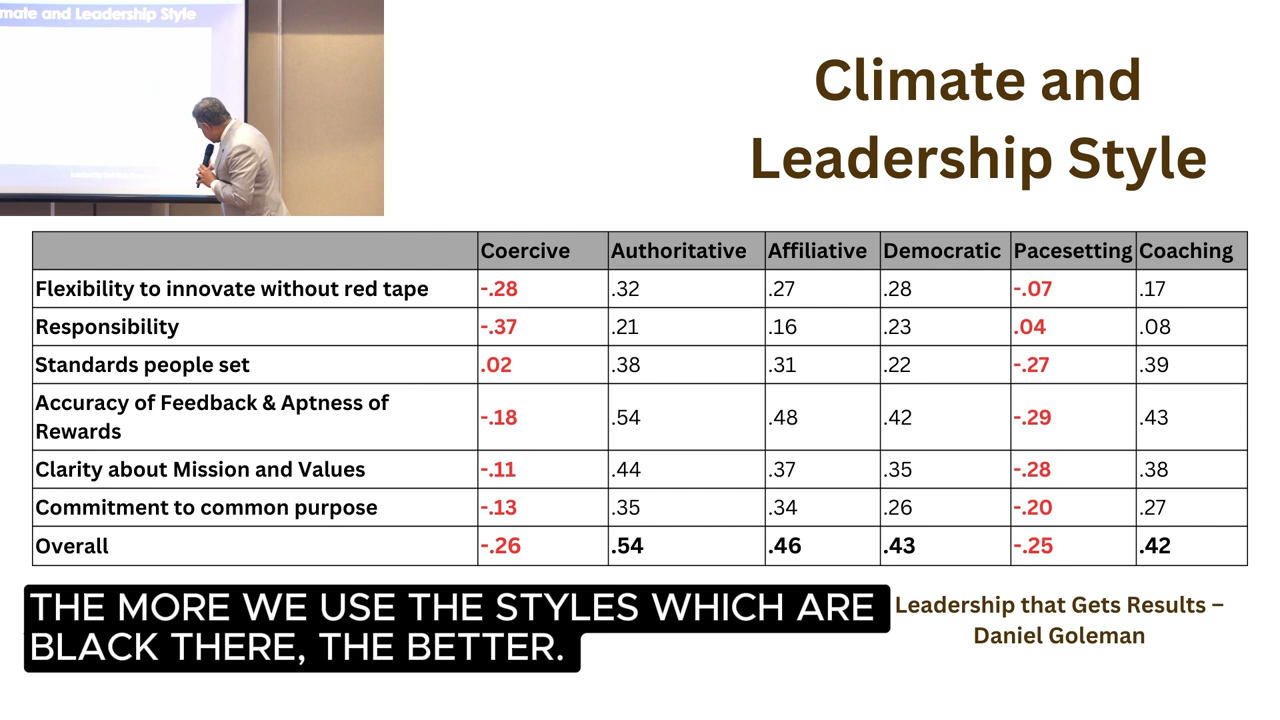 mate and Leadership Style
Climate and
Leadership Style
Coercive Authoritative Affiliative Democratic Pacesetting Coaching
Flexibility to innovate without red tape -.28 .32 .27 .28 -.07 .17
Responsibility -.37 .21 .16 .23 .04 .08
Standards people set .02 .38 .31 .22 -.27 .39
Accuracy of Feedback & Aptness of
Rewards -.18 .54 .48 .42 -.29 .43
Clarity about Mission and Values -.11 .44 .37 .35 -.28 .38
Commitment to common purpose -.13 .35 .34 .26 -.20 .27
Overall -.26 .54 .46 .43 -.25 .42
THE MORE WE USE THE STYLES WHICH ARE
BLACK THERE, THE BETTER.
Leadership that Gets Results –
Daniel Goleman